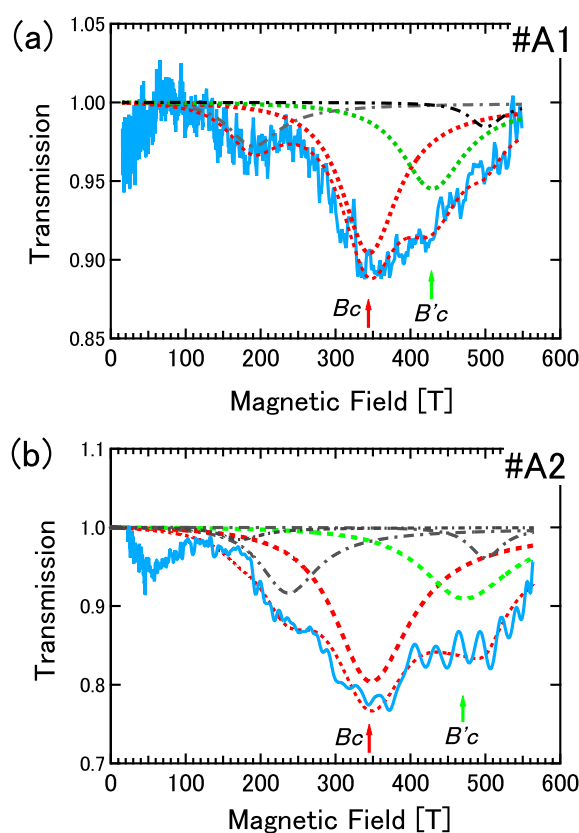 (a)
#A1
Transmission
1.05
1.00
0.95
0.90
0.85
Bc
B'c
0
100
200
300
400
500
600
Magnetic Field [T]
(b)
#A2
Transmission
1.1
1.0
0.9
0.8
0.7
Bc
B'c
0
100
200
300
400
500
600
Magnetic Field [T]